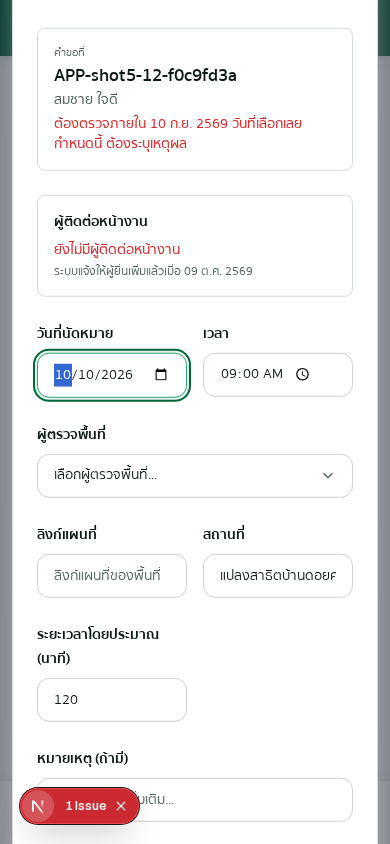 คำขอที่
APP-shot5-12-f0c9fd3a
สมชาย ใจดี
ต้องตรวจภายใน 10 ก.ย. 2569 วันที่เลือกเลย
กำหนดนี้ ต้องระบุเหตุผล
ผู้ติดต่อหน้างาน
ยังไม่มีผู้ติดต่อหน้างาน
ระบบแจ้งให้ผู้ยื่นเพิ่มแล้วเมื่อ 09 ต.ค. 2569
วันที่นัดหมาย เวลา
10/10/2026 09:00 AM
ผู้ตรวจพื้นที่
เลือกผู้ตรวจพื้นที่...
ลิงก์แผนที่ สถานที่
ลิงก์แผนที่ของพื้นที่ แปลงสาธิตบ้านดอย
ระยะเวลาโดยประมาณ
(นาที)
120
หมายเหตุ (ถ้ามี)
N 1 Issue